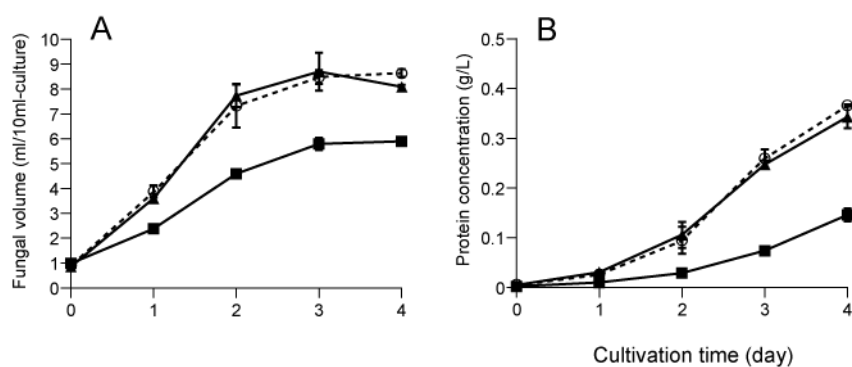 A
Fungal volume (ml/10ml-culture)
10
9
8
7
6
5
4
3
2
1
0
0 1 2 3 4
B
Protein concentration (g/L)
0.5
0.4
0.3
0.2
0.1
0
0 1 2 3 4
Cultivation time (day)